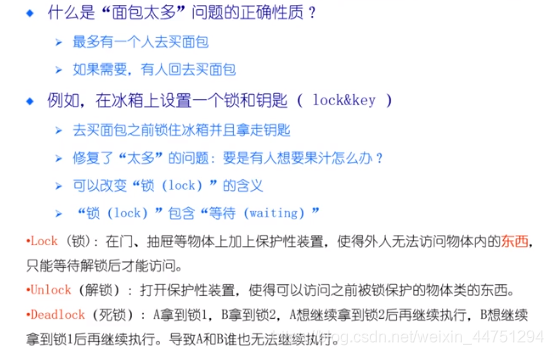 什么是“面包太多”问题的正确性质？
最多有一个人去买面包
如果需要，有人回去买面包
例如，在冰箱上设置一个锁和钥匙（ lock&key ）
去买面包之前锁住冰箱并且拿走钥匙
修复了“太多”的问题：要是有人想要果汁怎么办？
可以改变“锁（lock）”的含义
“锁（lock）”包含“等待（waiting）”
•Lock（锁）：在门、抽屉等物体上加上保护性装置，使得外人无法访问物体内的东西，
只能等待解锁后才能访问。
•Unlock（解锁）：打开保护性装置，使得可以访问之前被锁保护的物体类的东西。
•Deadlock（死锁）：A拿到锁1，B拿到锁2，A想继续拿到锁2后再继续执行，B想继续
拿到锁1后再继续执行。导致A和B谁也无法继续执行。
csdn.net/weixin_44751294